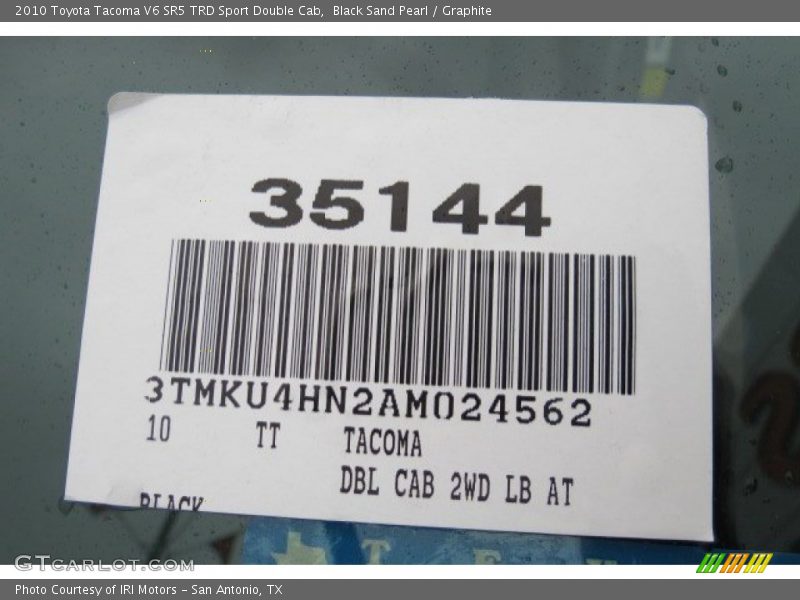 2010 Toyota Tacoma V6 SR5 TRD Sport Double Cab,  Black Sand Pearl / Graphite
35144
3TMKU4HN2AM024562
10 TT TACOMA
DBL CAB 2WD LB AT
BLACK
GTCarlot.com
Photo Courtesy of IRI Motors - San Antonio, TX